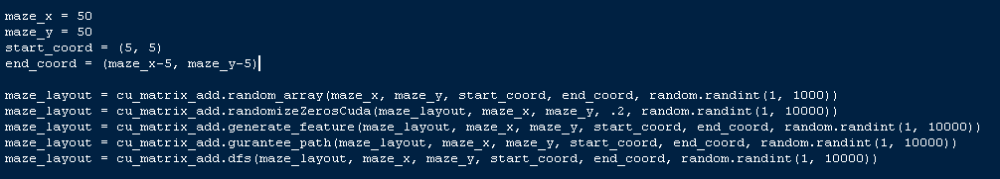 maze_x = 50
maze_y = 50
start_coord = (5, 5)
end_coord = (maze_x-5, maze_y-5)
maze_layout = cu_matrix_add.random_array(maze_x, maze_y, start_coord, end_coord, random.randint(1, 1000))
maze_layout = cu_matrix_add.randomizeZerosCuda(maze_layout, maze_x, maze_y, .2, random.randint(1, 10000))
maze_layout = cu_matrix_add.generate_feature(maze_layout, maze_x, maze_y, start_coord, end_coord, random.randint(1, 10000))
maze_layout = cu_matrix_add.gurantee_path(maze_layout, maze_x, maze_y, start_coord, end_coord, random.randint(1, 10000))
maze_layout = cu_matrix_add.dfs(maze_layout, maze_x, maze_y, start_coord, end_coord, random.randint(1, 10000))